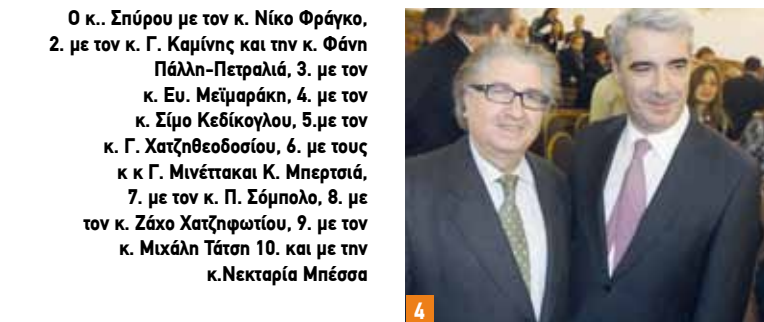 Ο κ.. Σπύρου με τον κ. Νίκο Φράγκο,
2. με τον κ. Γ. Καμίνης και την κ. Φάνη
Πάλλη-Πετραλιά, 3. με τον
κ. Ευ. Μεϊμαράκη, 4. με τον
κ. Σίμο Κεδίκογλου, 5.με τον
κ. Γ. Χατζηθεοδοσίου, 6. με τους
κ κ Γ. Μινέττακαι Κ. Μπερτσιά,
7. με τον κ. Π. Σόμπολο, 8. με
τον κ. Ζάχο Χατζηφωτίου, 9. με τον
κ. Μιχάλη Τάτση 10. και με την
κ.Νεκταρία Μπέσσα
4